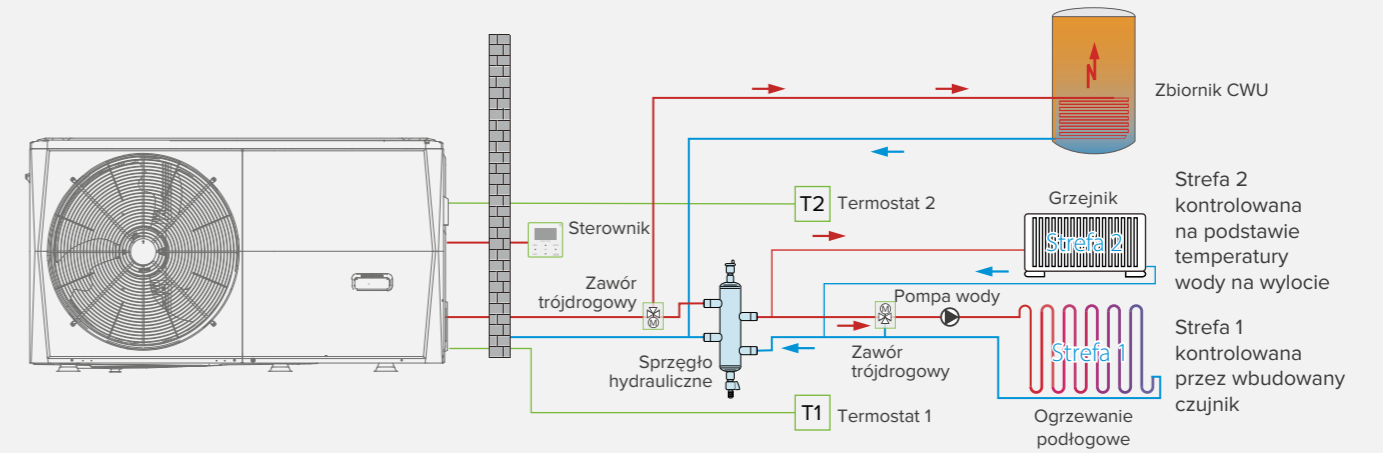 Zbiornik CWU
T2
Termostat 2
Sterownik
Grzejnik
Strefa 2
Strefa 2
kontrolowana
na podstawie
temperatury
wody na wylocie
Zawór
trójdrogowy
M
Sprzęgło
hydrauliczne
M
Pompa wody
Zawór
trójdrogowy
Strefa 1
Ogrzewanie
podłogowe
Strefa 1
kontrolowana
przez wbudowany
czujnik
T1
Termostat 1